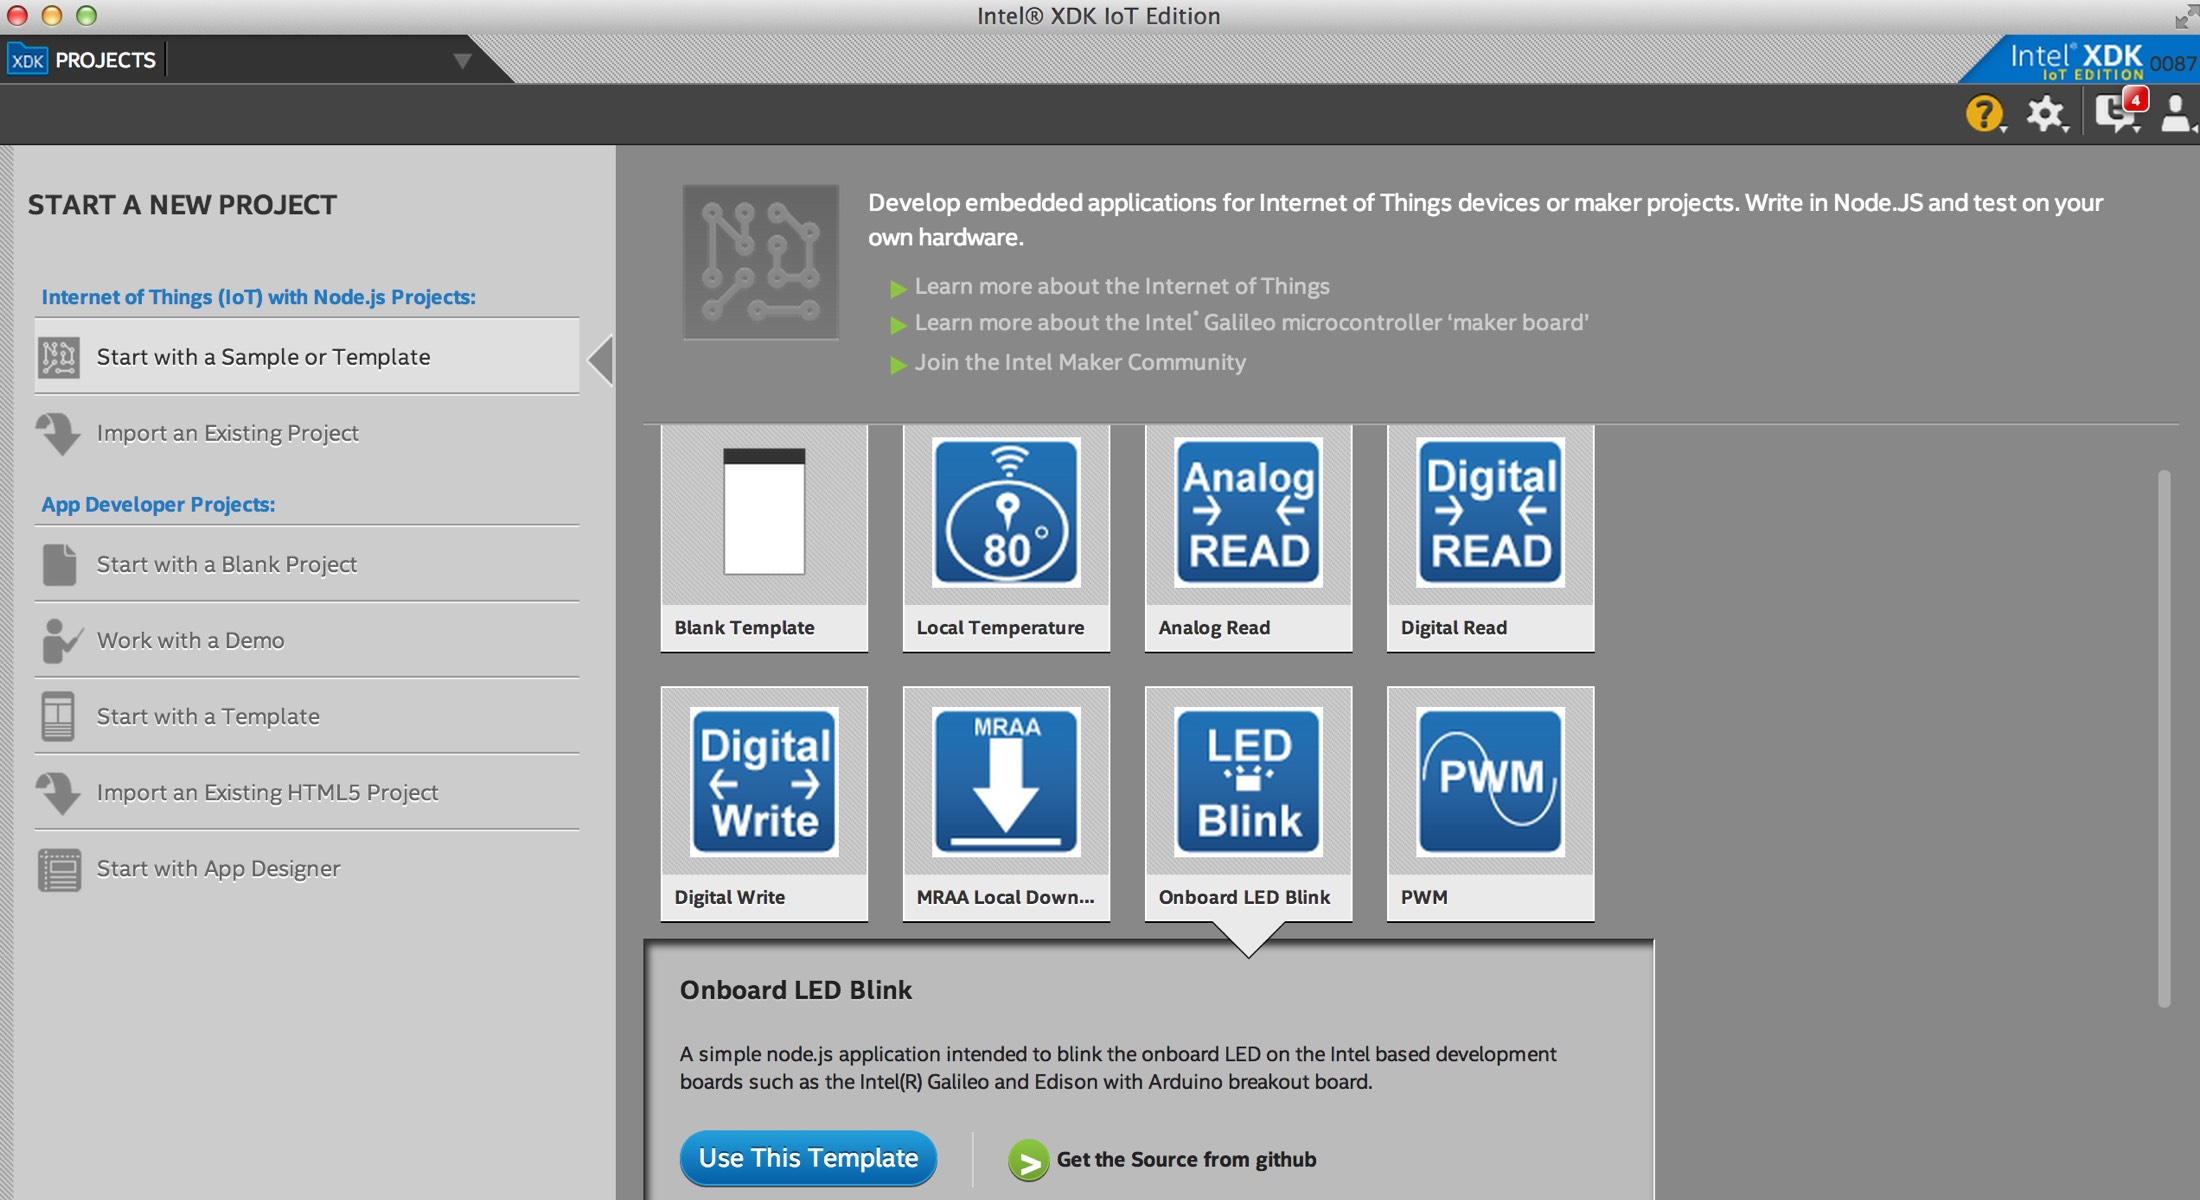 Intel® XDK IoT Edition
XDK PROJECTS
Intel® XDK
IoT EDITION
0087
?
4
START A NEW PROJECT
Internet of Things (IoT) with Node.js Projects:
Start with a Sample or Template
Import an Existing Project
App Developer Projects:
Start with a Blank Project
Work with a Demo
Start with a Template
Import an Existing HTML5 Project
Start with App Designer
Develop embedded applications for Internet of Things devices or maker projects. Write in Node.JS and test on your
own hardware.
Learn more about the Internet of Things
Learn more about the Intel® Galileo microcontroller ‘maker board’
Join the Intel Maker Community
80°
Analog
READ
Digital
READ
Blank Template
Local Temperature
Analog Read
Digital Read
Digital
Write
MRAA
LED
Blink
PWM
Digital Write
MRAA Local Down...
Onboard LED Blink
PWM
Onboard LED Blink
A simple node.js application intended to blink the onboard LED on the Intel based development
boards such as the Intel(R) Galileo and Edison with Arduino breakout board.
Use This Template
Get the Source from github